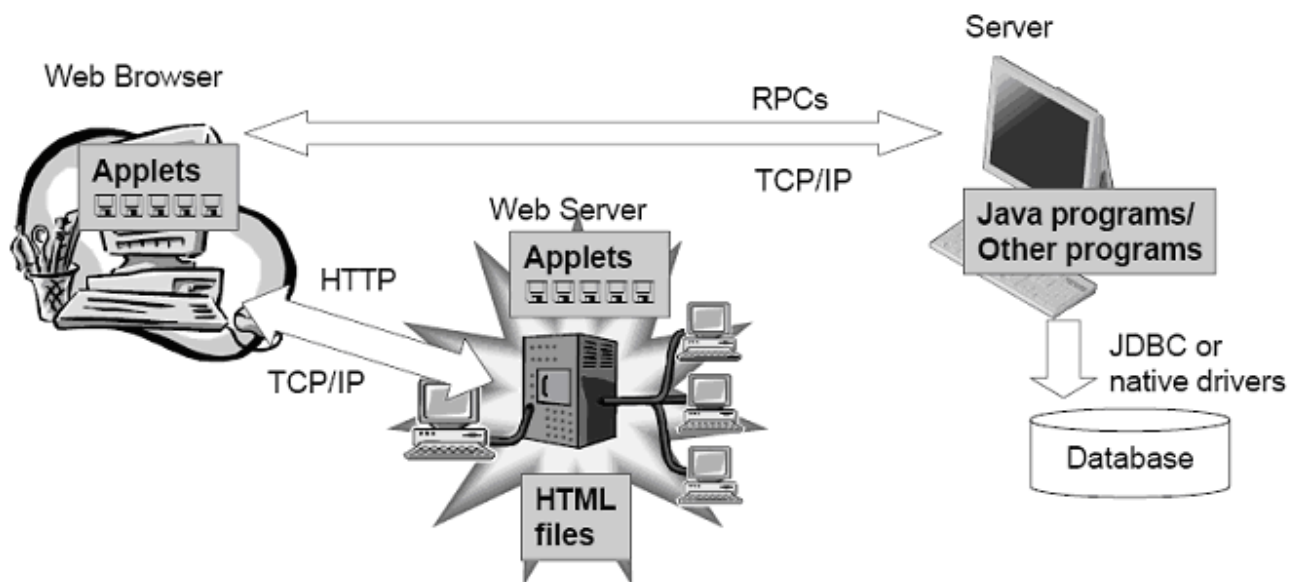 Server
Web Browser
RPCs
Applets
TCP/IP
Web Server
Java programs/
Other programs
Applets
HTTP
TCP/IP
JDBC or
native drivers
Database
HTML
files